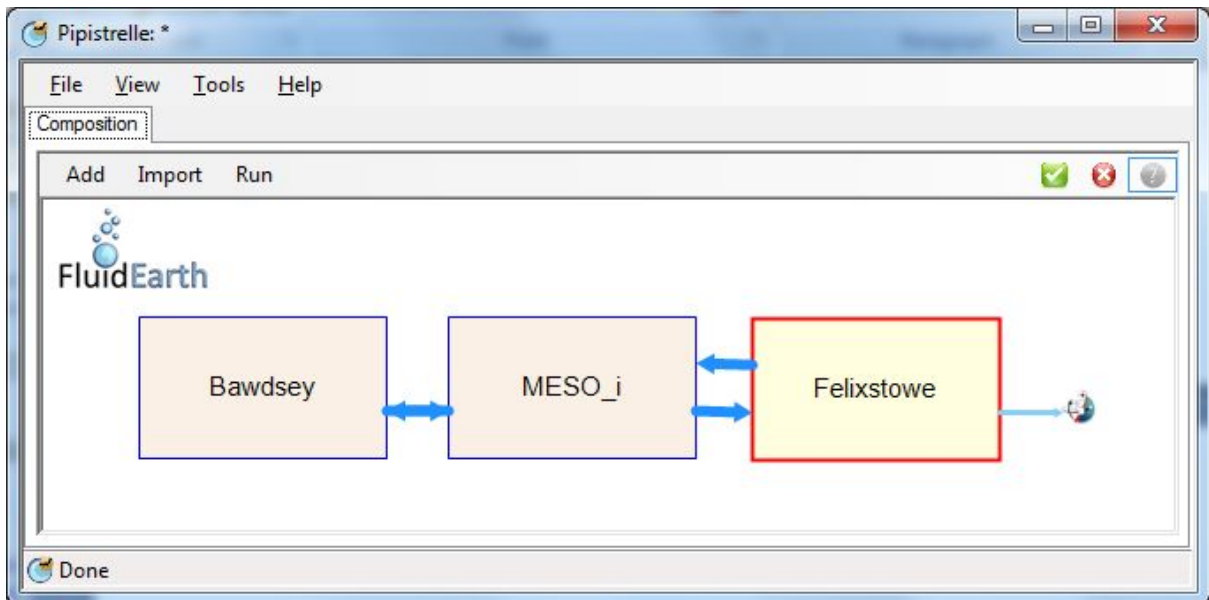 Pipistrelle: *
File View Tools Help
Composition
Add Import Run
FluidEarth
Bawdsey MESO_i Felixstowe
Done